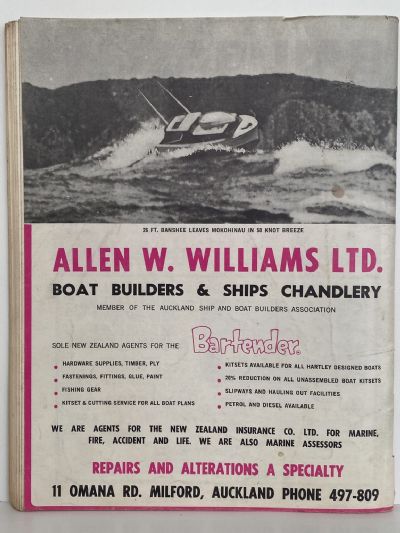 25 FT. BANSHEE LEAVES MOKOHINAU IN 50 KNOT BREEZE
ALLEN W. WILLIAMS LTD.
BOAT BUILDERS & SHIPS CHANDLERY
MEMBER OF THE AUCKLAND SHIP AND BOAT BUILDERS ASSOCIATION
SOLE NEW ZEALAND AGENTS FOR THE Bartender
• HARDWARE SUPPLIES, TIMBER, PLY
• FASTENINGS, FITTINGS, GLUE, PAINT
• FISHING GEAR
• KITSET & CUTTING SERVICE FOR ALL BOAT PLANS
• KITSETS AVAILABLE FOR ALL HARTLEY DESIGNED BOATS
• 20% REDUCTION ON ALL UNASSEMBLED BOAT KITSETS
• SLIPWAYS AND HAULING OUT FACILITIES
• PETROL AND DIESEL AVAILABLE
WE ARE AGENTS FOR THE NEW ZEALAND INSURANCE CO. LTD. FOR MARINE,
FIRE, ACCIDENT AND LIFE. WE ARE ALSO MARINE ASSESSORS
REPAIRS AND ALTERATIONS A SPECIALTY
11 OMANA RD. MILFORD, AUCKLAND PHONE 497-809